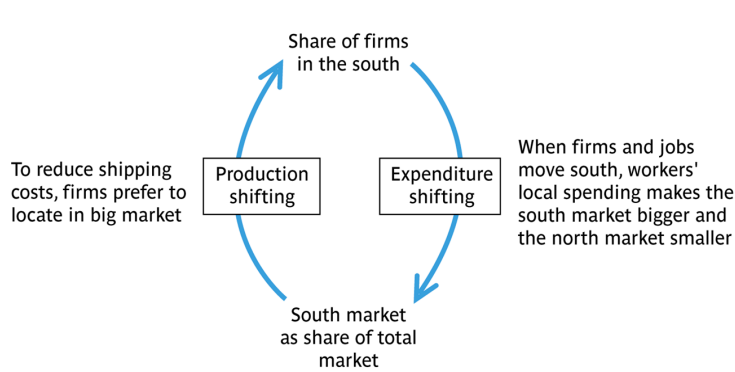 Share of firms
in the south
To reduce shipping
costs, firms prefer to
locate in big market
Production
shifting
Expenditure
shifting
When firms and jobs
move south, workers'
local spending makes the
south market bigger and
the north market smaller
South market
as share of total
market